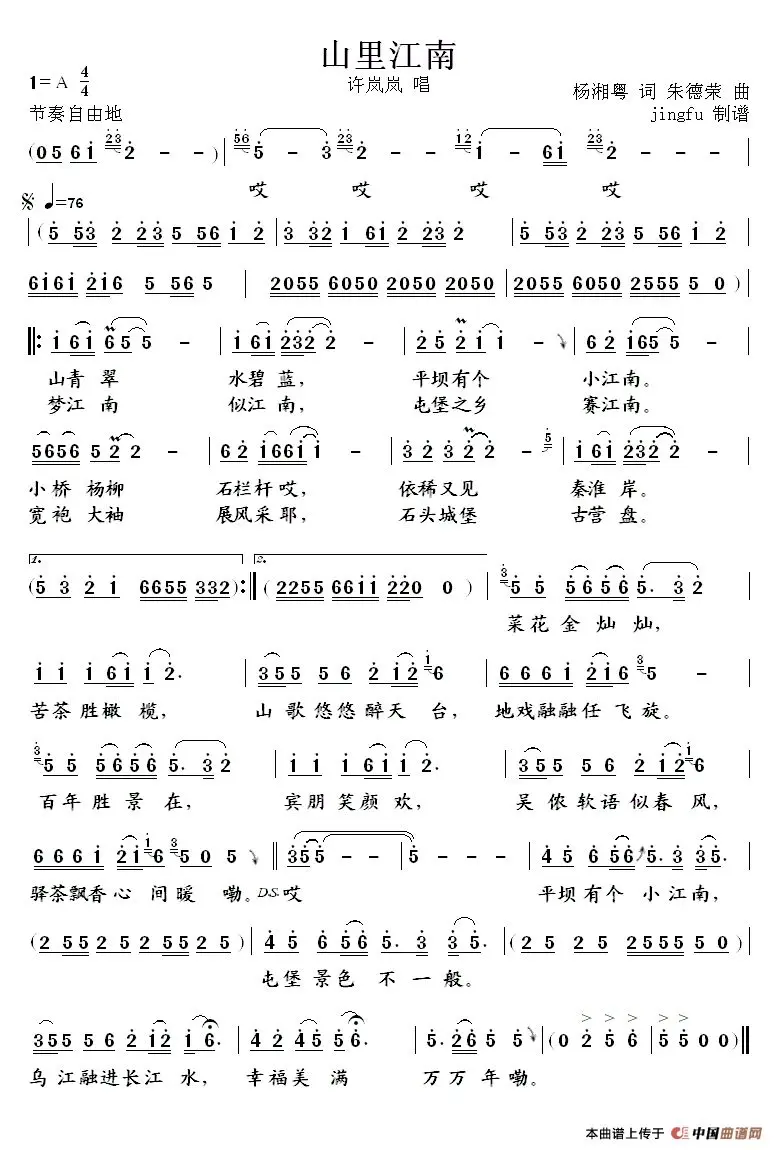 山里江南
1=A 4/4
许岚岚 唱
杨湘粤 词 朱德荣 曲
节奏自由地
jingfu 制谱
哎 哎 哎 哎
=76
山青翠 水碧蓝, 平坝有个 小江南。
梦江南 似江南, 屯堡之乡 赛江南。
小桥杨柳 石栏杆哎, 依稀又见 秦淮岸。
宽袍大袖 展风采耶, 石头城堡 古营盘。
1. 2.
菜花金灿灿,
苦茶胜橄榄, 山歌悠悠醉天台, 地戏融融任飞旋。
百年胜景在, 宾朋笑颜欢, 吴侬软语似春风,
驿茶飘香心间暖嘞。D.S.哎 平坝有个小江南,
屯堡景色不一般。
乌江融进长江水, 幸福美满 万万年嘞。
本曲谱上传于 中国曲谱网